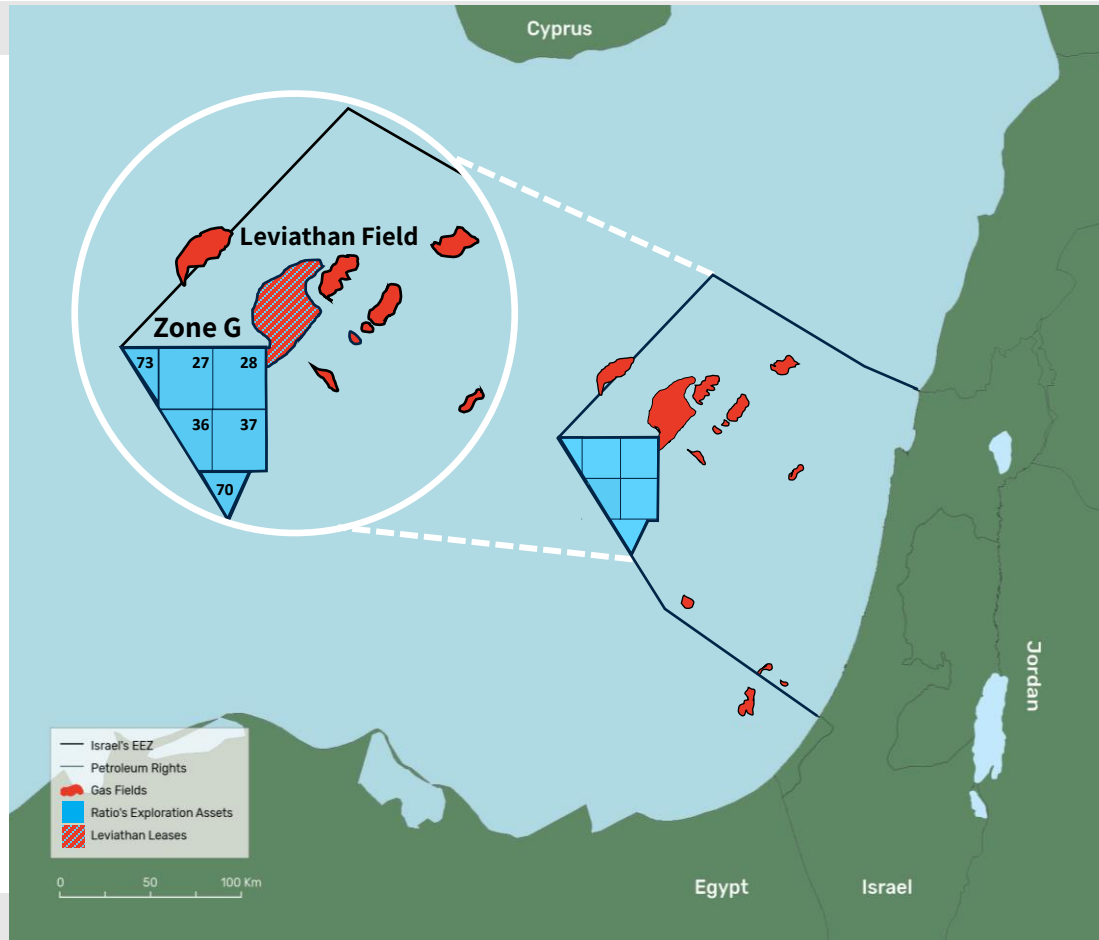 Cyprus
Leviathan Field
Zone G
73
27
28
36
37
70
Jordan
Israel's EEZ
Petroleum Rights
Gas Fields
Ratio's Exploration Assets
Leviathan Leases
0
50
100 Km
Egypt
Israel